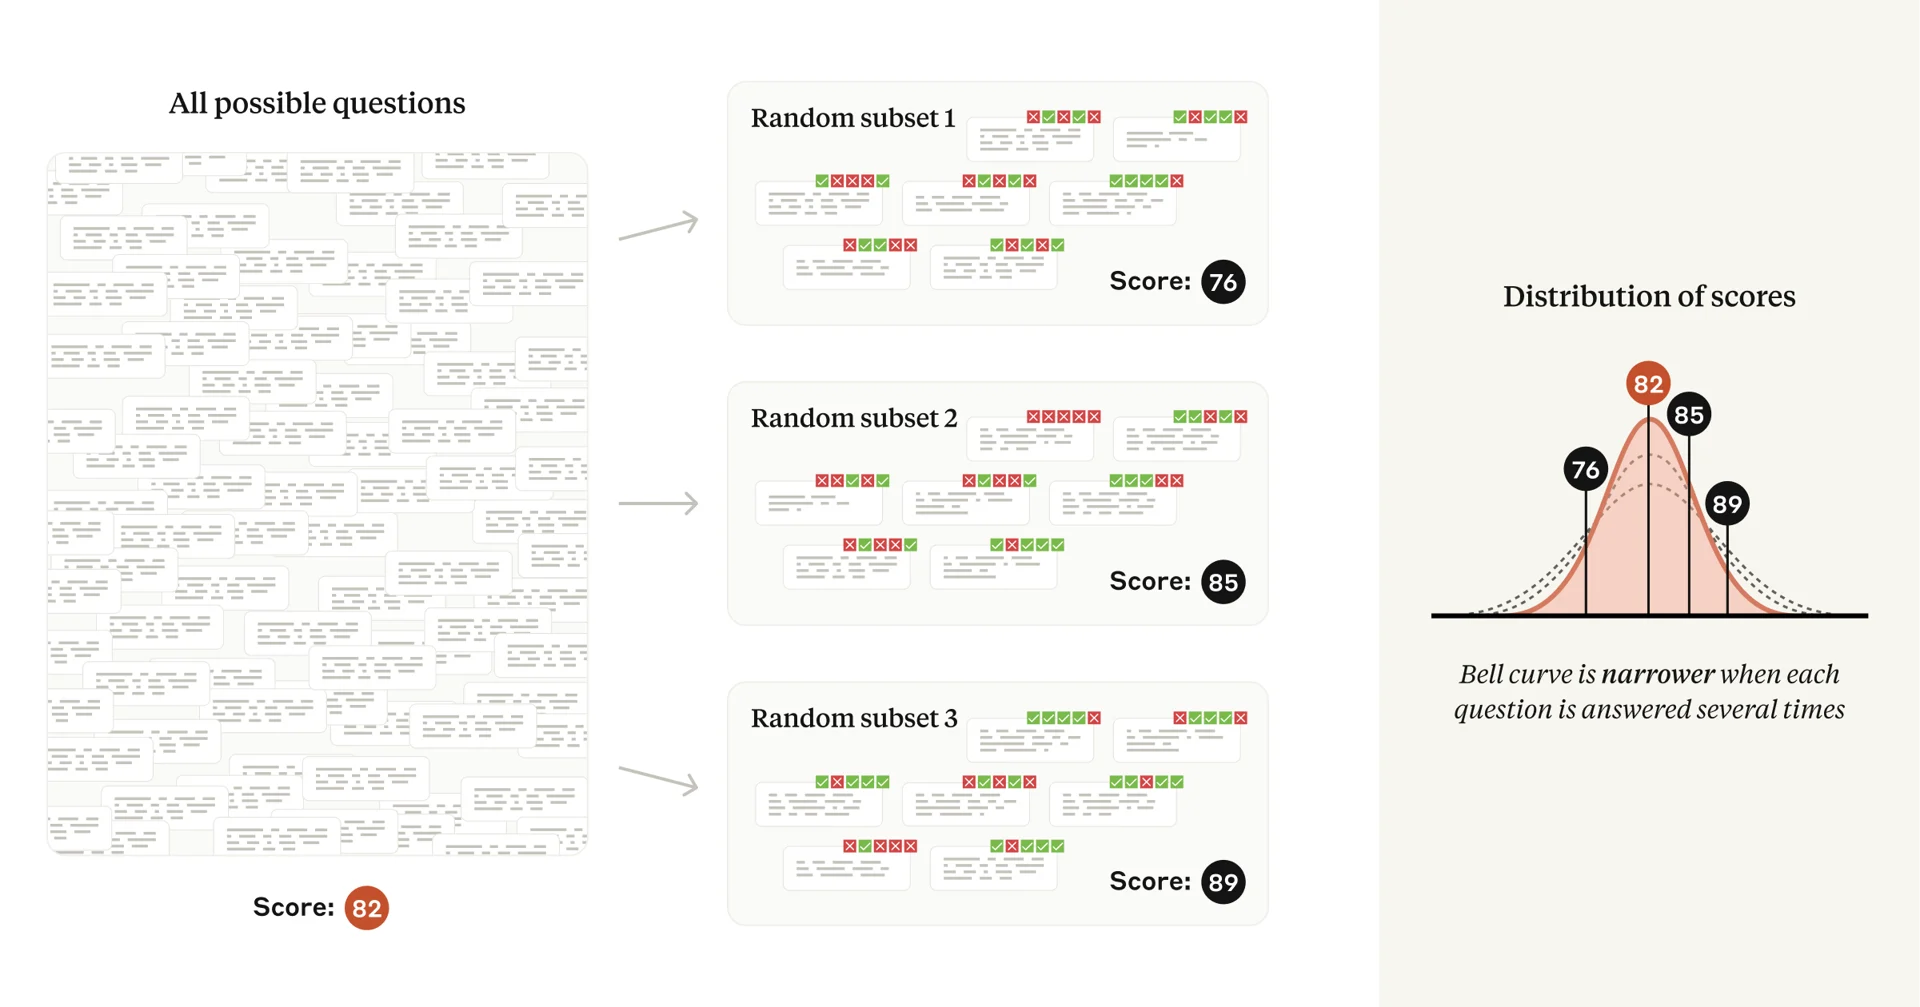 All possible questions
Score: 82
Random subset 1
Score: 76
Random subset 2
Score: 85
Random subset 3
Score: 89
Distribution of scores
82
85
76
89
Bell curve is narrower when each
question is answered several times